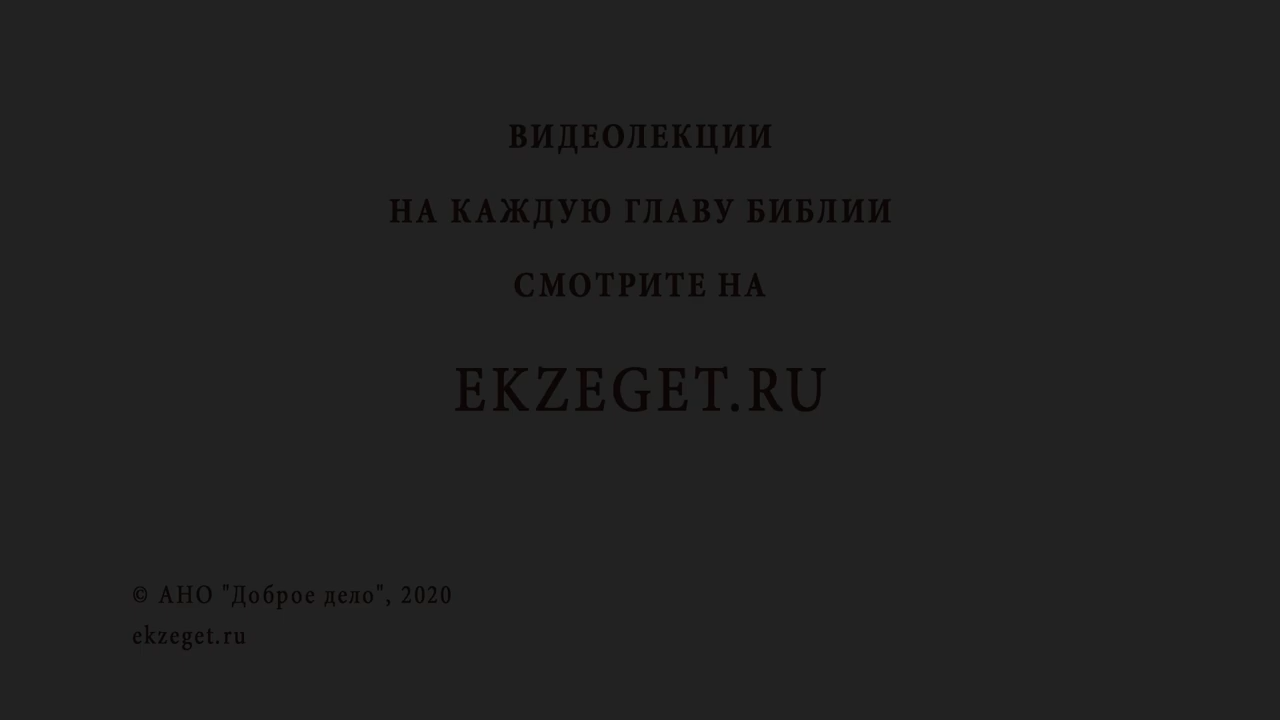 ВИДЕОЛЕКЦИИ
НА КАЖДУЮ ГЛАВУ БИБЛИИ
СМОТРИТЕ НА
EKZEGET.RU
© АНО "Доброе дело", 2020
ekzeget.ru